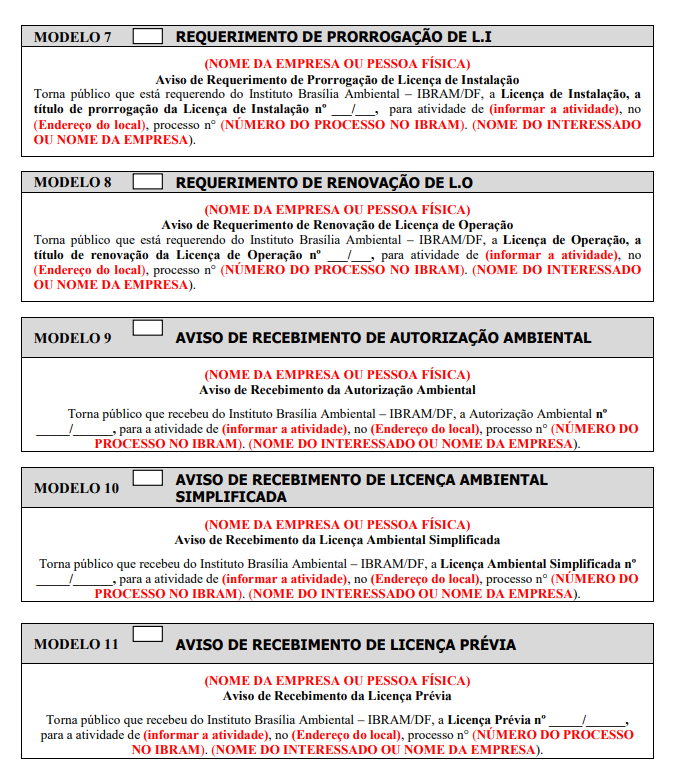 MODELO 7 REQUERIMENTO DE PRORROGAÇÃO DE L.I
(NOME DA EMPRESA OU PESSOA FÍSICA)
Aviso de Requerimento de Prorrogação de Licença de Instalação
Torna público que está requerendo do Instituto Brasília Ambiental – IBRAM/DF, a Licença de Instalação, a
título de prorrogação da Licença de Instalação nº ___/___, para atividade de (informar a atividade), no
(Endereço do local), processo n° (NÚMERO DO PROCESSO NO IBRAM). (NOME DO INTERESSADO
OU NOME DA EMPRESA).
MODELO 8 REQUERIMENTO DE RENOVAÇÃO DE L.O
(NOME DA EMPRESA OU PESSOA FÍSICA)
Aviso de Requerimento de Renovação de Licença de Operação
Torna público que está requerendo do Instituto Brasília Ambiental – IBRAM/DF, a Licença de Operação, a
título de renovação da Licença de Operação nº ___/___, para atividade de (informar a atividade), no
(Endereço do local), processo n° (NÚMERO DO PROCESSO NO IBRAM). (NOME DO INTERESSADO
OU NOME DA EMPRESA).
MODELO 9 AVISO DE RECEBIMENTO DE AUTORIZAÇÃO AMBIENTAL
(NOME DA EMPRESA OU PESSOA FÍSICA)
Aviso de Recebimento da Autorização Ambiental
Torna público que recebeu do Instituto Brasília Ambiental – IBRAM/DF, a Autorização Ambiental nº
_____/______, para a atividade de (informar a atividade), no (Endereço do local), processo n° (NÚMERO DO
PROCESSO NO IBRAM). (NOME DO INTERESSADO OU NOME DA EMPRESA).
MODELO 10 AVISO DE RECEBIMENTO DE LICENÇA AMBIENTAL
SIMPLIFICADA
(NOME DA EMPRESA OU PESSOA FÍSICA)
Aviso de Recebimento da Licença Ambiental Simplificada
Torna público que recebeu do Instituto Brasília Ambiental – IBRAM/DF, a Licença Ambiental Simplificada nº
_____/______, para a atividade de (informar a atividade), no (Endereço do local), processo n° (NÚMERO DO
PROCESSO NO IBRAM). (NOME DO INTERESSADO OU NOME DA EMPRESA).
MODELO 11 AVISO DE RECEBIMENTO DE LICENÇA PRÉVIA
(NOME DA EMPRESA OU PESSOA FÍSICA)
Aviso de Recebimento da Licença Prévia
Torna público que recebeu do Instituto Brasília Ambiental – IBRAM/DF, a Licença Prévia nº _____/______,
para a atividade de (informar a atividade), no (Endereço do local), processo n° (NÚMERO DO PROCESSO
NO IBRAM). (NOME DO INTERESSADO OU NOME DA EMPRESA).